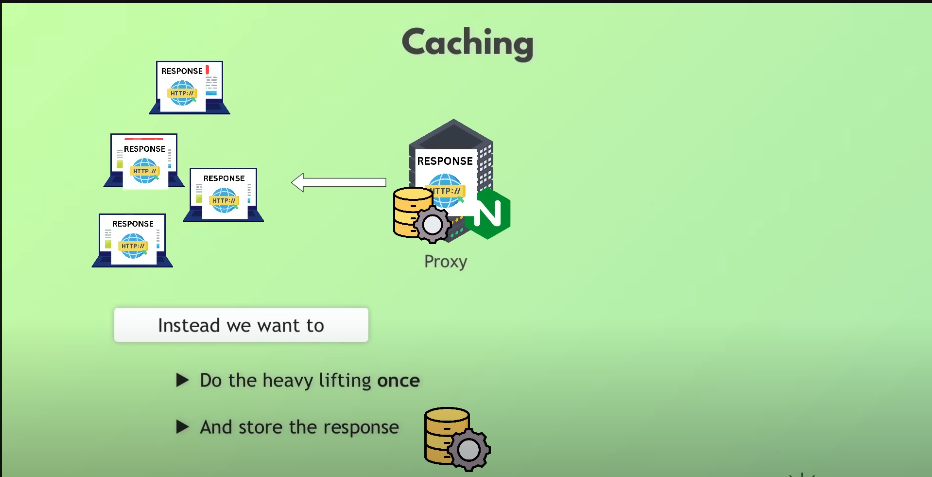 Caching
RESPONSE
HTTP://
RESPONSE
HTTP://
RESPONSE
HTTP://
RESPONSE
HTTP://
RESPONSE
HTTP://
N
Proxy
Instead we want to
▶ Do the heavy lifting once
▶ And store the response